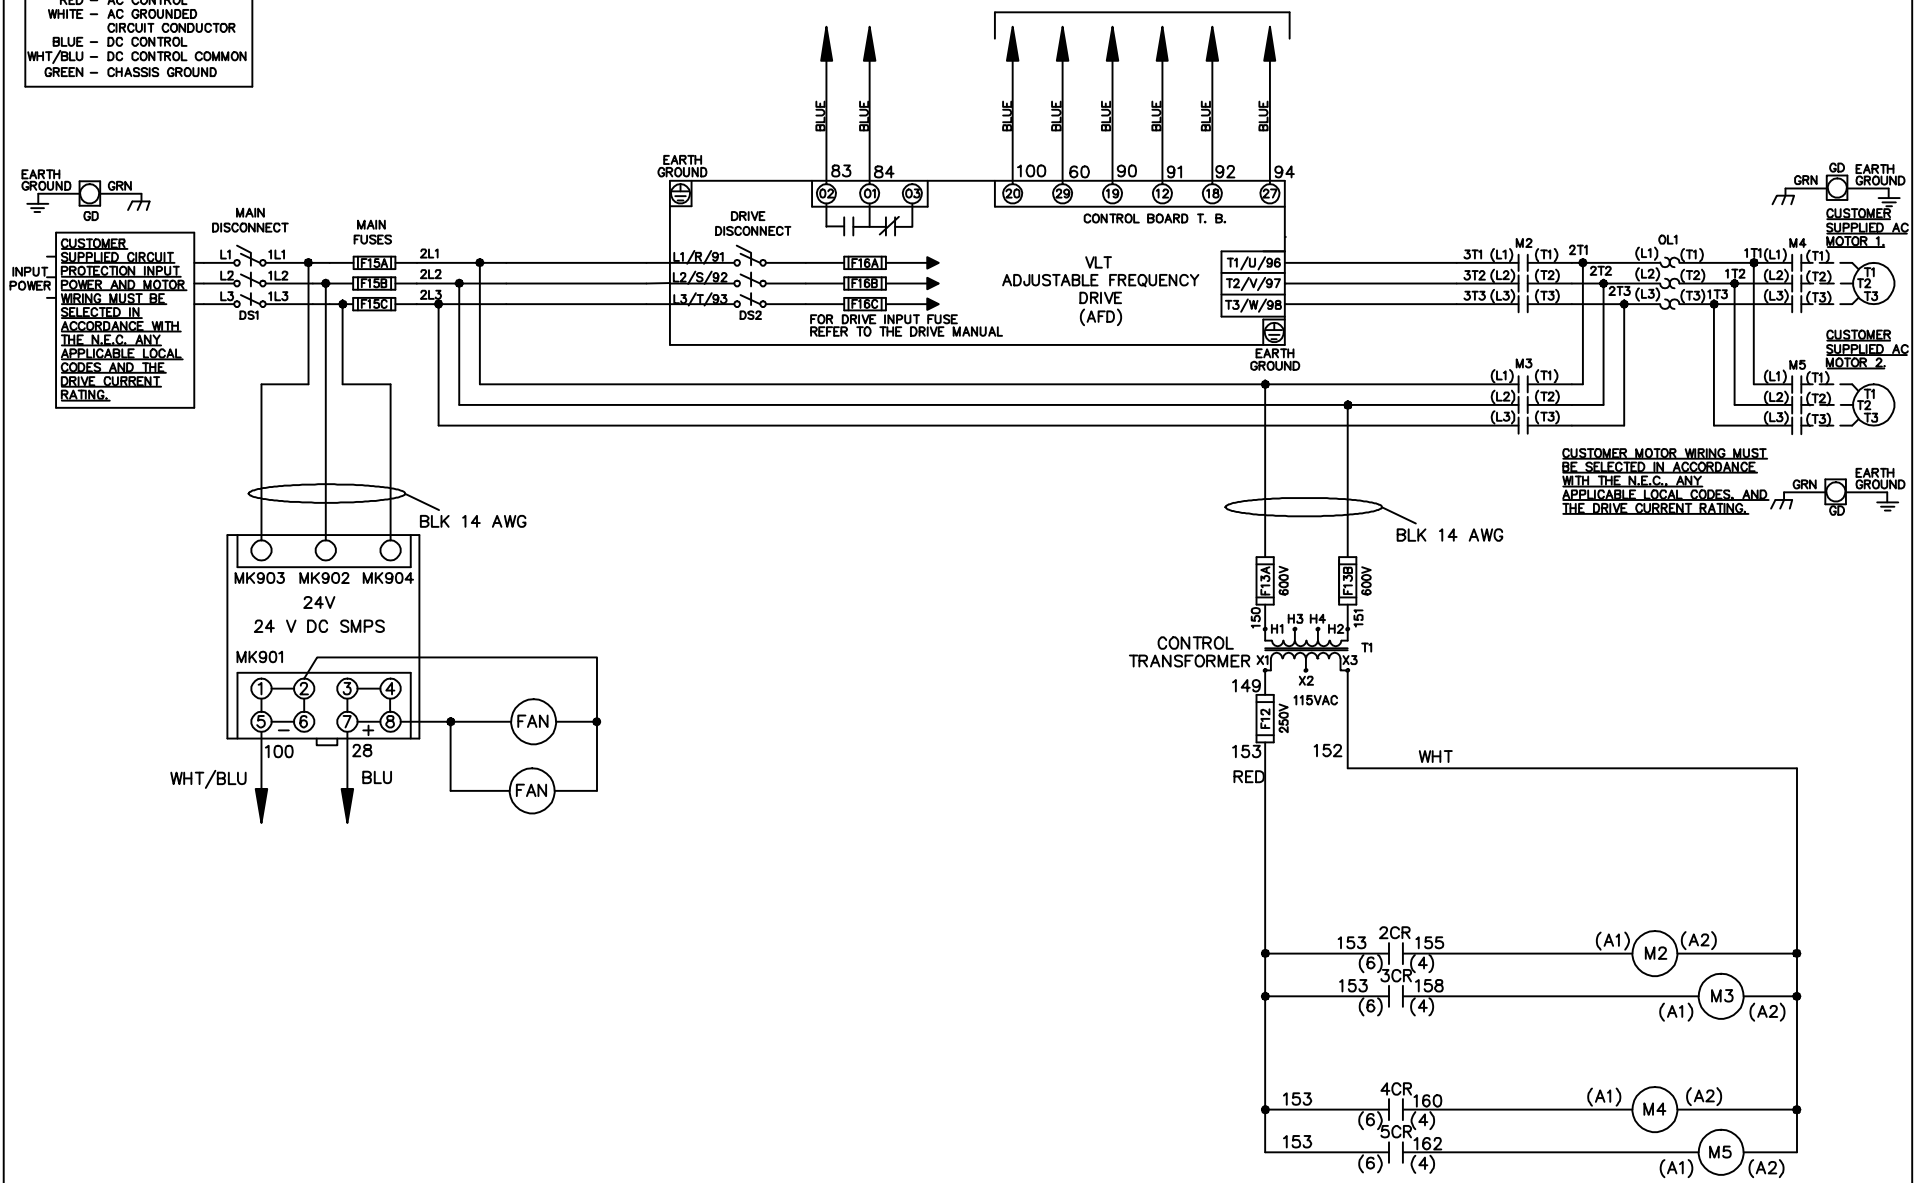 RED - AC CONTROL
WHITE - AC GROUNDED
CIRCUIT CONDUCTOR
BLUE - DC CONTROL
WHT/BLU - DC CONTROL COMMON
GREEN - CHASSIS GROUND
BLUE
BLUE
BLUE
BLUE
BLUE
BLUE
BLUE
BLUE
EARTH
GROUND
GRN
GD
INPUT
POWER
CUSTOMER
SUPPLIED CIRCUIT
PROTECTION INPUT
POWER AND MOTOR
WIRING MUST BE
SELECTED IN
ACCORDANCE WITH
THE N.E.C. ANY
APPLICABLE LOCAL
CODES AND THE
DRIVE CURRENT
RATING.
MAIN
DISCONNECT
L1 1L1
L2 1L2
L3 1L3
DS1
MAIN
FUSES
F15A
F15B
F15C
2L1
2L2
2L3
EARTH
GROUND
83 84
02 01 03
100 60 90 91 92 94
20 29 19 12 18 27
CONTROL BOARD T. B.
DRIVE
DISCONNECT
L1/R/91
L2/S/92
L3/T/93
DS2
F16A
F16B
F16C
FOR DRIVE INPUT FUSE
REFER TO THE DRIVE MANUAL
VLT
ADJUSTABLE FREQUENCY
DRIVE
(AFD)
T1/U/96
T2/V/97
T3/W/98
EARTH
GROUND
M2
3T1 (L1) (T1) 2T1
3T2 (L2) (T2) 2T2
3T3 (L3) (T3) 2T3
OL1
(L1) (T1) 1T1
(L2) (T2) 1T2
(L3) (T3) 1T3
M4
(L1) (T1)
(L2) (T2)
(L3) (T3)
T1
T2
T3
GRN
GD
EARTH
GROUND
CUSTOMER
SUPPLIED AC
MOTOR 1.
M3
(L1) (T1)
(L2) (T2)
(L3) (T3)
CUSTOMER
SUPPLIED AC
MOTOR 2.
M5
(L1) (T1)
(L2) (T2)
(L3) (T3)
T1
T2
T3
CUSTOMER MOTOR WIRING MUST
BE SELECTED IN ACCORDANCE
WITH THE N.E.C., ANY
APPLICABLE LOCAL CODES, AND
THE DRIVE CURRENT RATING.
GRN
GD
EARTH
GROUND
BLK 14 AWG
MK903 MK902 MK904
24V
24 V DC SMPS
MK901
1 2 3 4
5 6 7 8
- +
100
28
WHT/BLU
BLU
FAN
FAN
BLK 14 AWG
F13A
600V
F13B
600V
150
151
H1 H3 H4 H2
CONTROL
TRANSFORMER
T1
X1 X3
X2
149
115VAC
F12
250V
153
RED
152
WHT
2CR
153 155
(6) (4)
(A1) M2 (A2)
3CR
153 158
(6) (4)
(A1) M3 (A2)
4CR
153 160
(6) (4)
(A1) M4 (A2)
5CR
153 162
(6) (4)
(A1) M5 (A2)